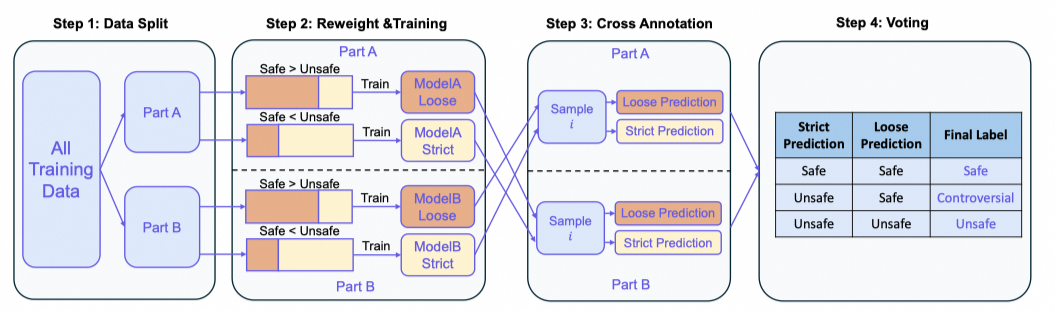 Step 1: Data Split
All
Training
Data
Part A
Part B
Step 2: Reweight &Training
Part A
Safe > Unsafe
Train
ModelA
Loose
Safe < Unsafe
Train
ModelA
Strict
Safe > Unsafe
Train
ModelB
Loose
Safe < Unsafe
Train
ModelB
Strict
Part B
Step 3: Cross Annotation
Part A
Sample
i
Loose Prediction
Strict Prediction
Sample
i
Loose Prediction
Strict Prediction
Part B
Step 4: Voting
Strict
Prediction
Loose
Prediction
Final Label
Safe
Safe
Safe
Unsafe
Safe
Controversial
Unsafe
Unsafe
Unsafe